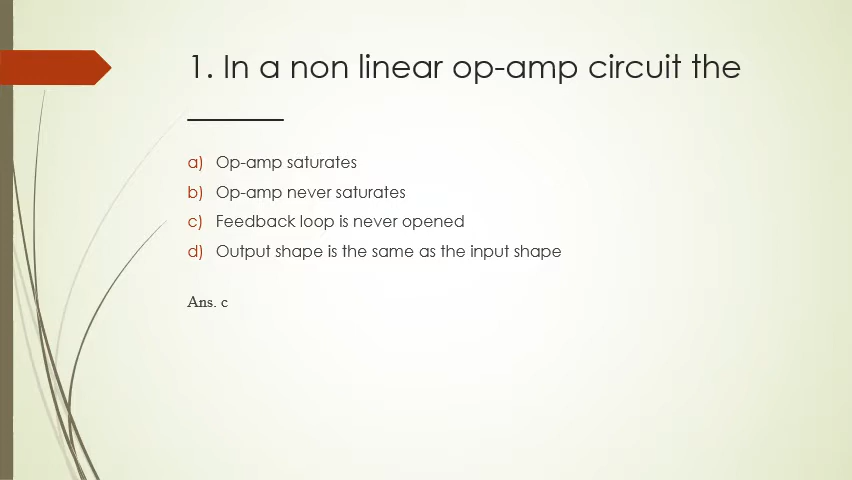 1. In a non linear op-amp circuit the
______
a) Op-amp saturates
b) Op-amp never saturates
c) Feedback loop is never opened
d) Output shape is the same as the input shape
Ans. c